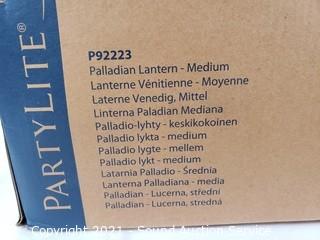 PARTYLITE®
P92223
Palladian Lantern - Medium
Lanterne Vénitienne - Moyenne
Laterne Venedig, Mittel
Linterna Paladian Mediana
Palladio-lyhty - keskikokoinen
Palladio lykta - medium
Palladio lygte - mellem
Palladio lykt - medium
Latarnia Palladio - Średnia
Lanterna Palladiana - media
Palladian - Lucerna, střední
Palladian - Lucerna, stredná
Copyright 2021 - Sound Auction Service